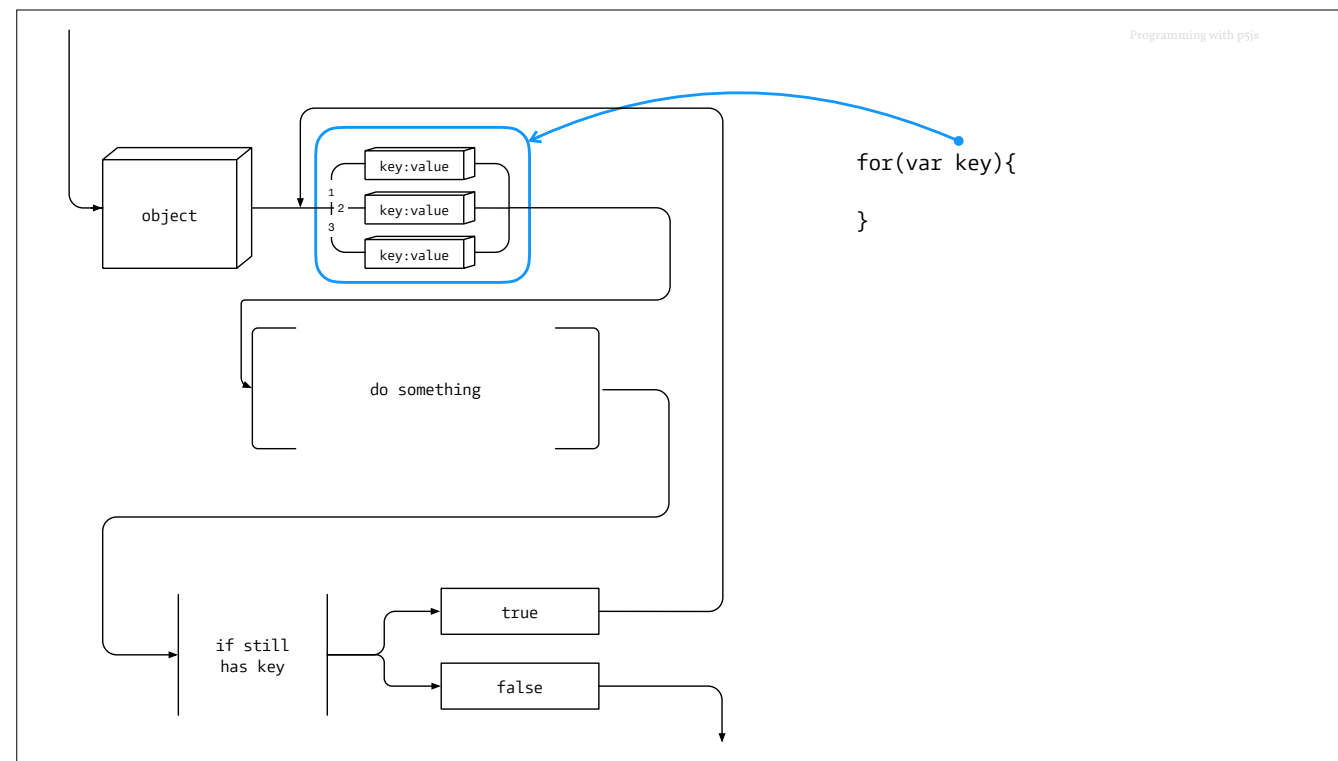 Programming with p5js
for(var key){
}
object
1
2
3
key:value
key:value
key:value
do something
if still
has key
true
false